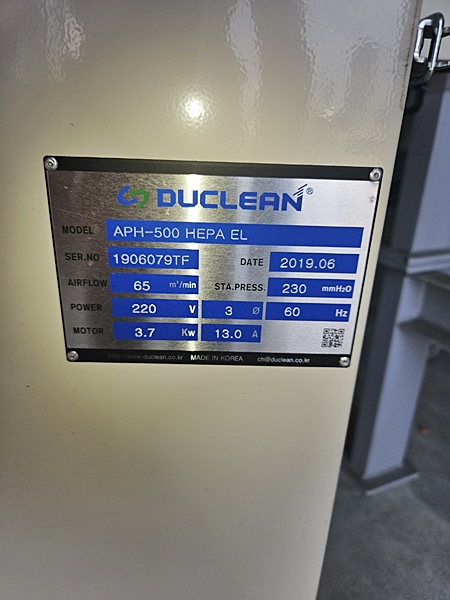 DUCLEAN®
MODEL APH-500 HEPA EL
SER.NO 1906079TF DATE 2019.06
AIRFLOW 65 m³/min STA.PRESS. 230 mmH₂O
POWER 220 V 3 Ø 60 Hz
MOTOR 3.7 Kw 13.0 A
http://www.duclean.co.kr MADE IN KOREA ch@duclean.co.kr